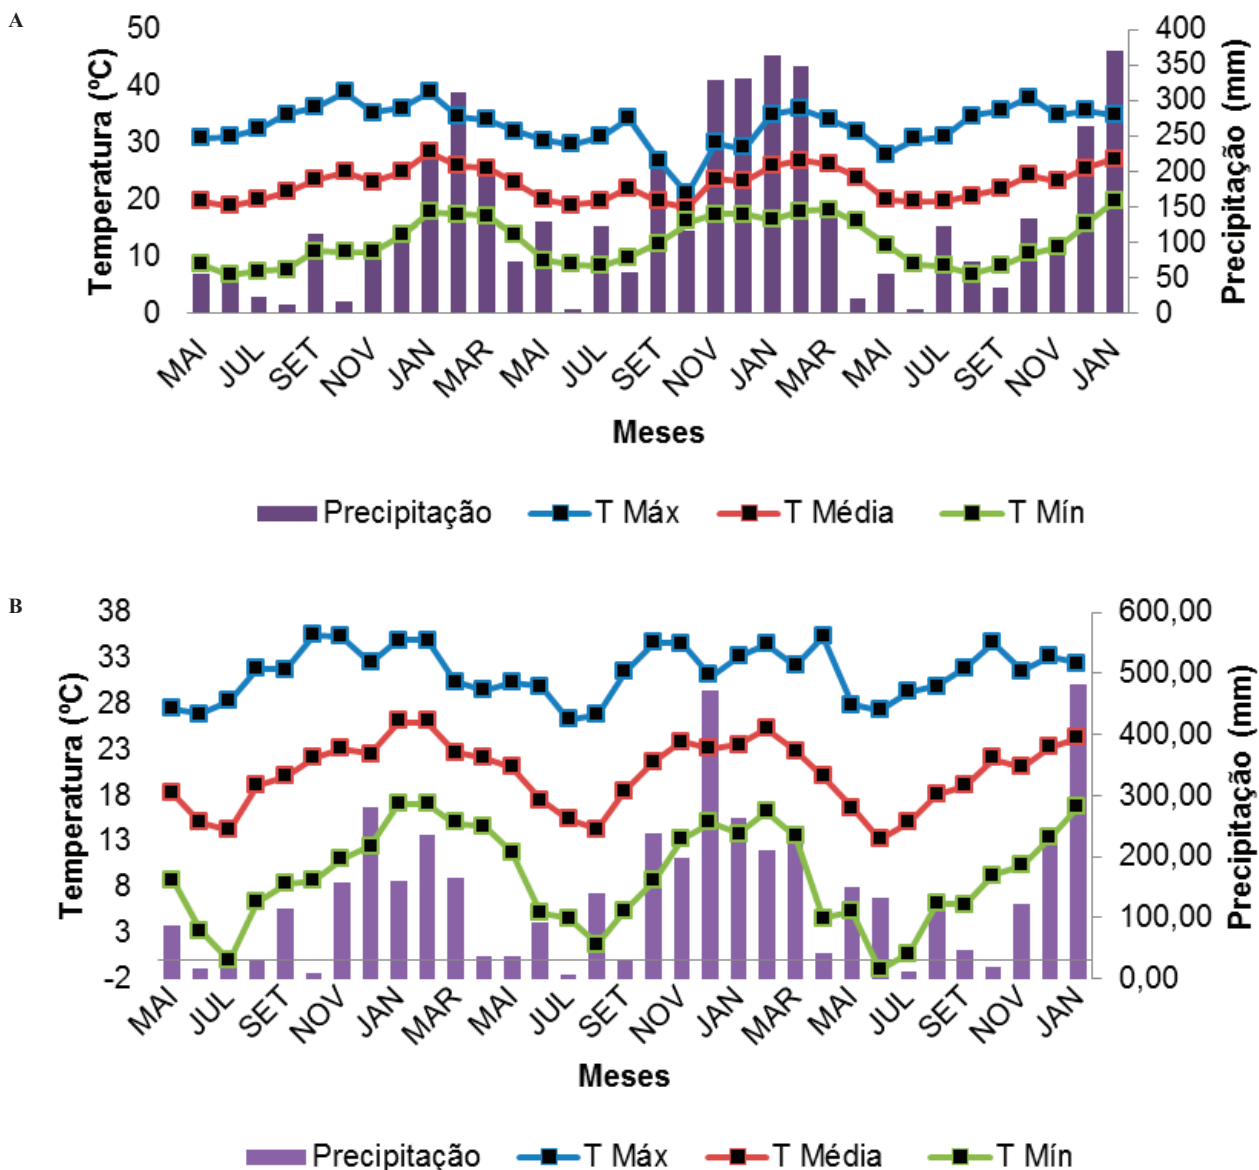 A
50
40
30
20
10
0
Temperatura (ºC)
400
350
300
250
200
150
100
50
0
Precipitação (mm)
MAI JUL SET NOV JAN MAR MAI JUL SET NOV JAN MAR MAI JUL SET NOV JAN
Meses
Precipitação T Máx T Média T Mín
B
38
33
28
23
18
13
8
3
-2
Temperatura (ºC)
600,00
500,00
400,00
300,00
200,00
100,00
0,00
Precipitação (mm)
MAI JUL SET NOV JAN MAR MAI JUL SET NOV JAN MAR MAI JUL SET NOV JAN
Meses
Precipitação T Máx T Média T Mín